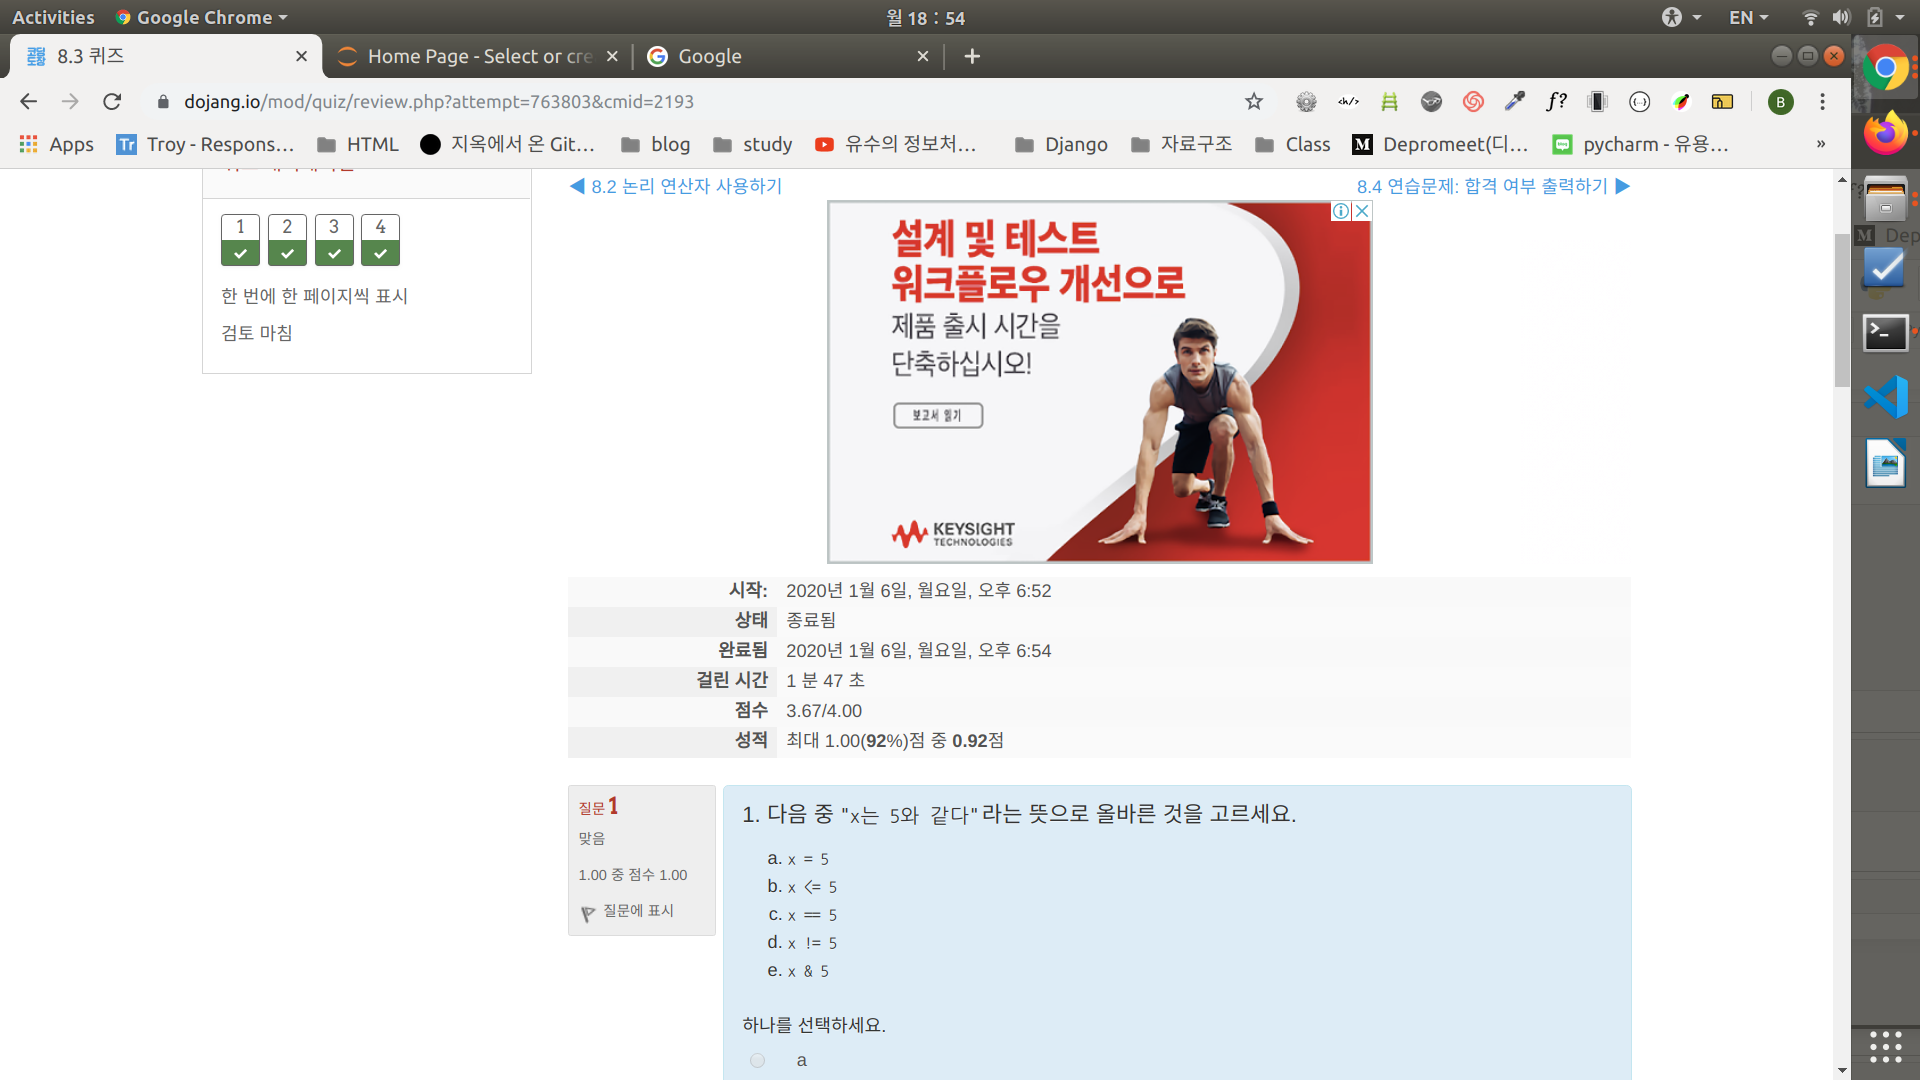 Activities
Google Chrome
월 18 : 54
EN
8.3 퀴즈
Home Page - Select or cre
Google
dojang.io/mod/quiz/review.php?attempt=763803&cmid=2193
Apps
Troy - Respons...
HTML
지옥에서 온 Git...
blog
study
유수의 정보처...
Django
자료구조
Class
Depromeet(디...
pycharm - 유용...
»
◀ 8.2 논리 연산자 사용하기
8.4 연습문제: 합격 여부 출력하기 ▶
1 2 3 4
한 번에 한 페이지씩 표시
검토 마침
설계 및 테스트
워크플로우 개선으로
제품 출시 시간을
단축하십시오!
보고서 읽기
KEYSIGHT
TECHNOLOGIES
시작: 2020년 1월 6일, 월요일, 오후 6:52
상태 종료됨
완료됨 2020년 1월 6일, 월요일, 오후 6:54
걸린 시간 1 분 47 초
점수 3.67/4.00
성적 최대 1.00(92%)점 중 0.92점
질문 1
맞음
1.00 중 점수 1.00
질문에 표시
1. 다음 중 "x는 5와 같다"라는 뜻으로 올바른 것을 고르세요.
a. x = 5
b. x <= 5
c. x == 5
d. x != 5
e. x & 5
하나를 선택하세요.
a